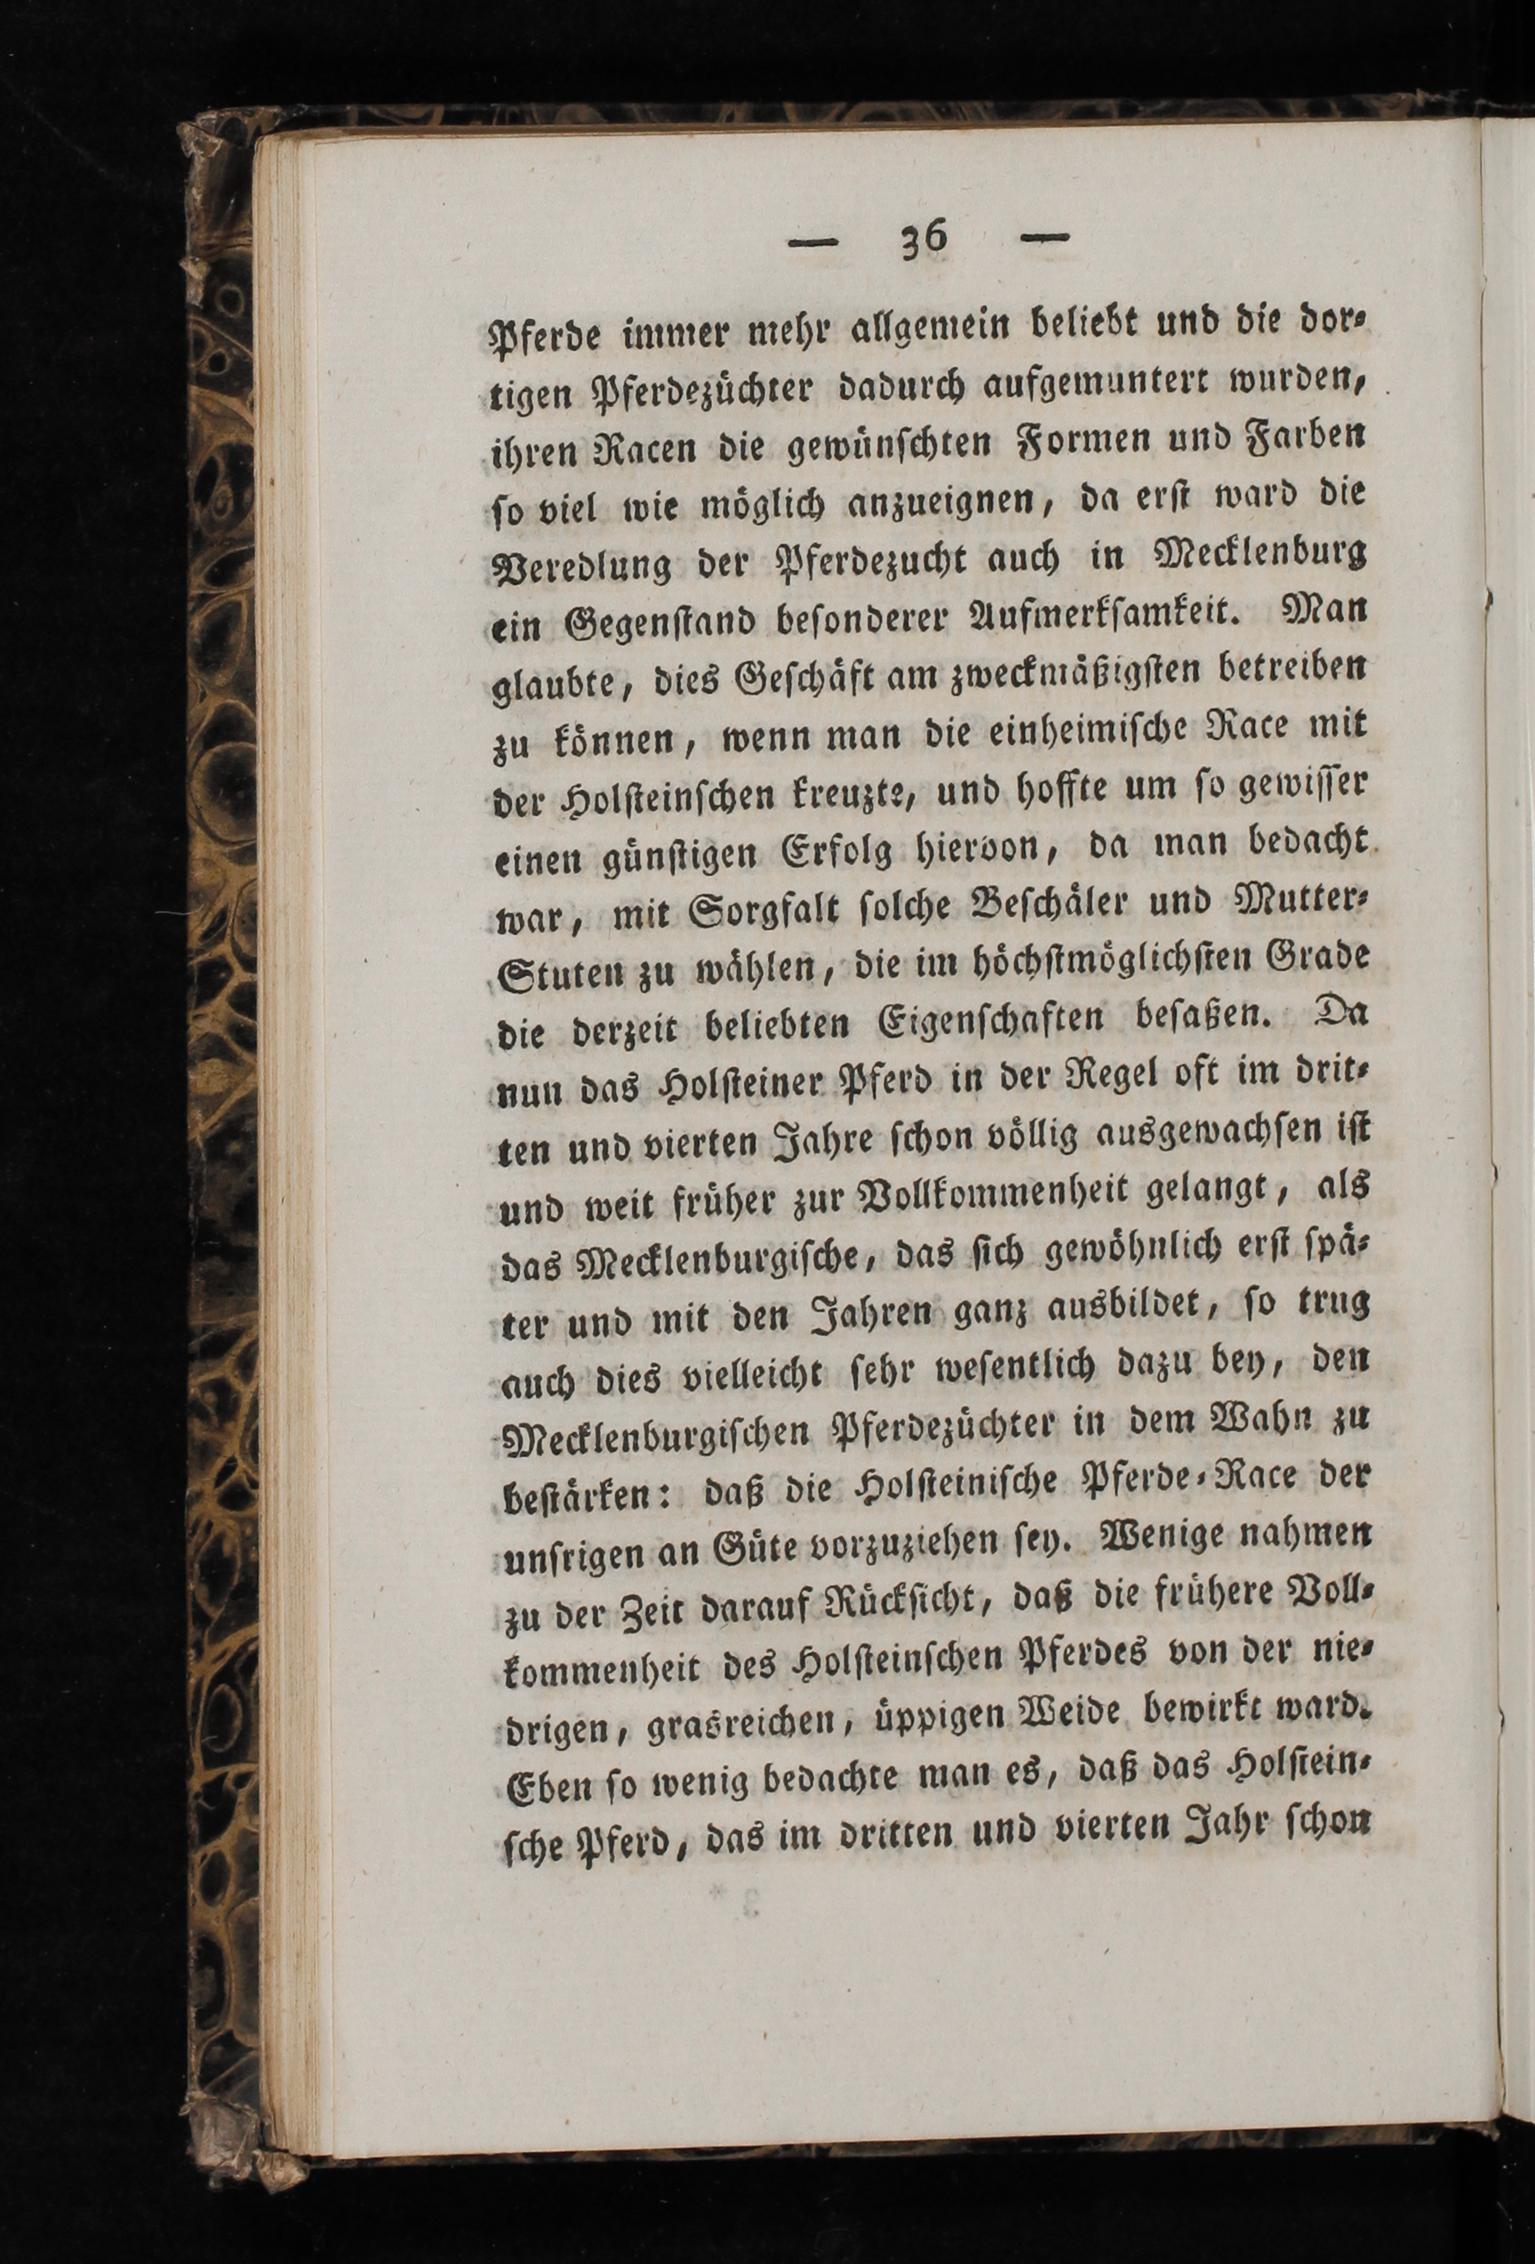 — 36 —
Pferde immer mehr allgemein beliebt und die dor⸗
tigen Pferdezüchter dadurch aufgemuntert wurden,
ihren Racen die gewünſchten Formen und Farben
ſo viel wie möglich anzueignen, da erſt ward die
Veredlung der Pferdezucht auch in Mecklenburg
ein Gegenſtand beſonderer Aufmerkſamkeit. Man
glaubte, dies Geſchäft am zweckmäßigſten betreiben
zu können, wenn man die einheimiſche Race mit
der Holſteinſchen kreuzte, und hoffte um ſo gewiſſer
einen günſtigen Erfolg hiervon, da man bedacht
war, mit Sorgfalt ſolche Beſchäler und Mutter⸗
Stuten zu wählen, die im höchſtmöglichſten Grade
die derzeit beliebten Eigenſchaften beſaßen. Da
nun das Holſteiner Pferd in der Regel oft im drit⸗
ten und vierten Jahre ſchon völlig ausgewachſen iſt
und weit früher zur Vollkommenheit gelangt, als
das Mecklenburgiſche, das ſich gewöhnlich erſt ſpä⸗
ter und mit den Jahren ganz ausbildet, ſo trug
auch dies vielleicht ſehr weſentlich dazu bey, den
Mecklenburgiſchen Pferdezüchter in dem Wahn zu
beſtärken: daß die Holſteiniſche Pferde⸗Race der
unſrigen an Güte vorzuziehen ſey. Wenige nahmen
zu der Zeit darauf Rückſicht, daß die frühere Voll⸗
kommenheit des Holſteinſchen Pferdes von der nie⸗
drigen, grasreichen, üppigen Weide bewirkt ward.
Eben ſo wenig bedachte man es, daß das Holſtein⸗
ſche Pferd, das im dritten und vierten Jahr ſchon